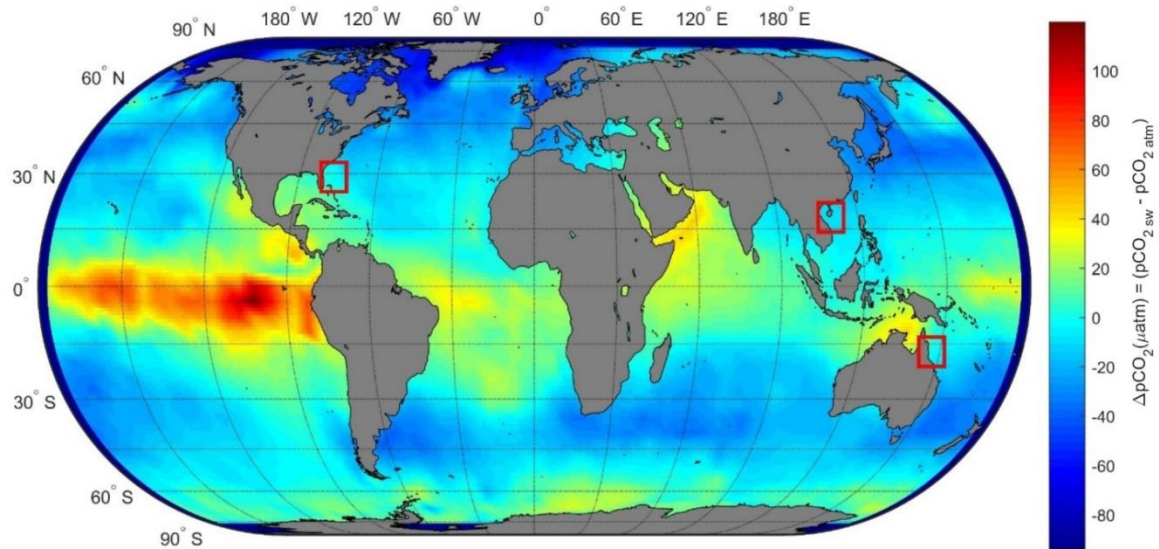 180° W 120° W 60° W 0° 60° E 120° E 180° E
90° N
60° N
30° N
0°
30° S
60° S
90° S
100
80
60
40
20
0
-20
-40
-60
-80
ΔpCO2(μatm) = (pCO2 sw - pCO2 atm)